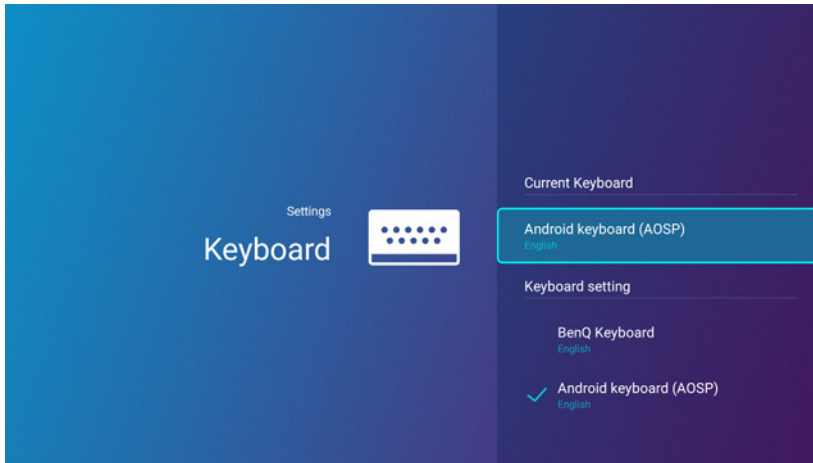 Settings
Keyboard
Current Keyboard
Android keyboard (AOSP)
English
Keyboard setting
BenQ Keyboard
English
Android keyboard (AOSP)
English